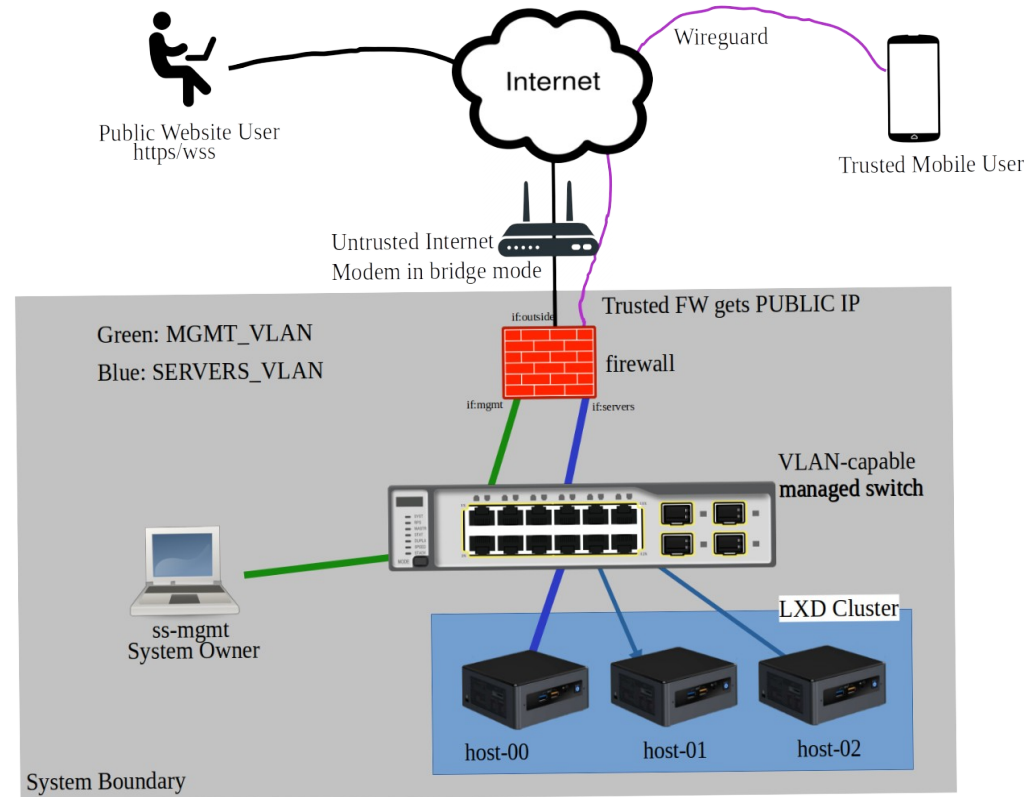 Wireguard
Internet
Public Website User
https/wss
Trusted Mobile User
Untrusted Internet
Modem in bridge mode
Trusted FW gets PUBLIC IP
if:outside
Green: MGMT_VLAN
Blue: SERVERS_VLAN
firewall
if:mgmt
if:servers
VLAN-capable
managed switch
MODE
ss-mgmt
System Owner
LXD Cluster
host-00
host-01
host-02
System Boundary